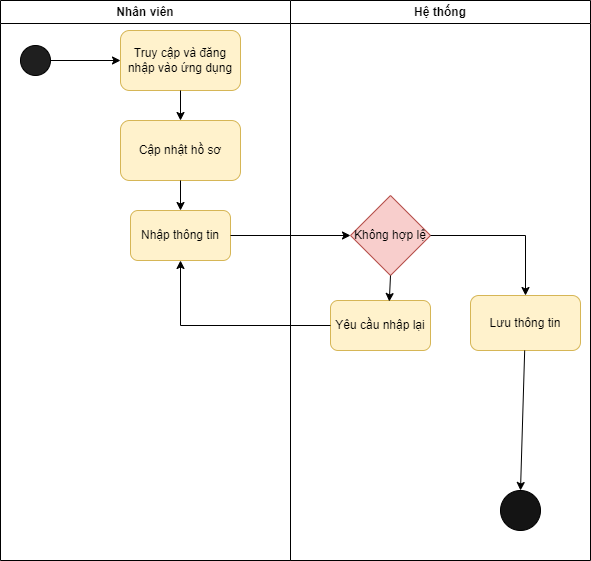 Nhân viên
Hệ thống
Truy cập và đăng
nhập vào ứng dụng
Cập nhật hồ sơ
Nhập thông tin
Không hợp lệ
Yêu cầu nhập lại
Lưu thông tin